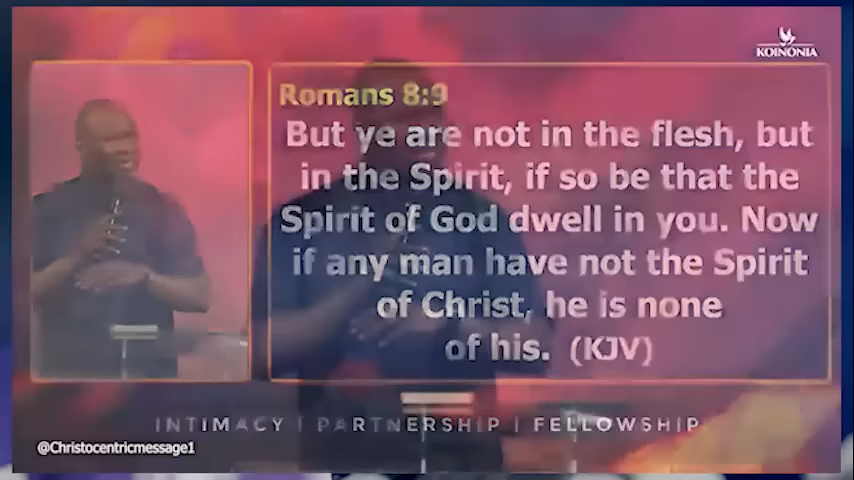 KOINONIA
Romans 8:9
But ye are not in the flesh, but
in the Spirit, if so be that the
Spirit of God dwell in you. Now
if any man have not the Spirit
of Christ, he is none
of his. (KJV)
INTIMACY | PARTNERSHIP | FELLOWSHIP
@Christocentricmessage1